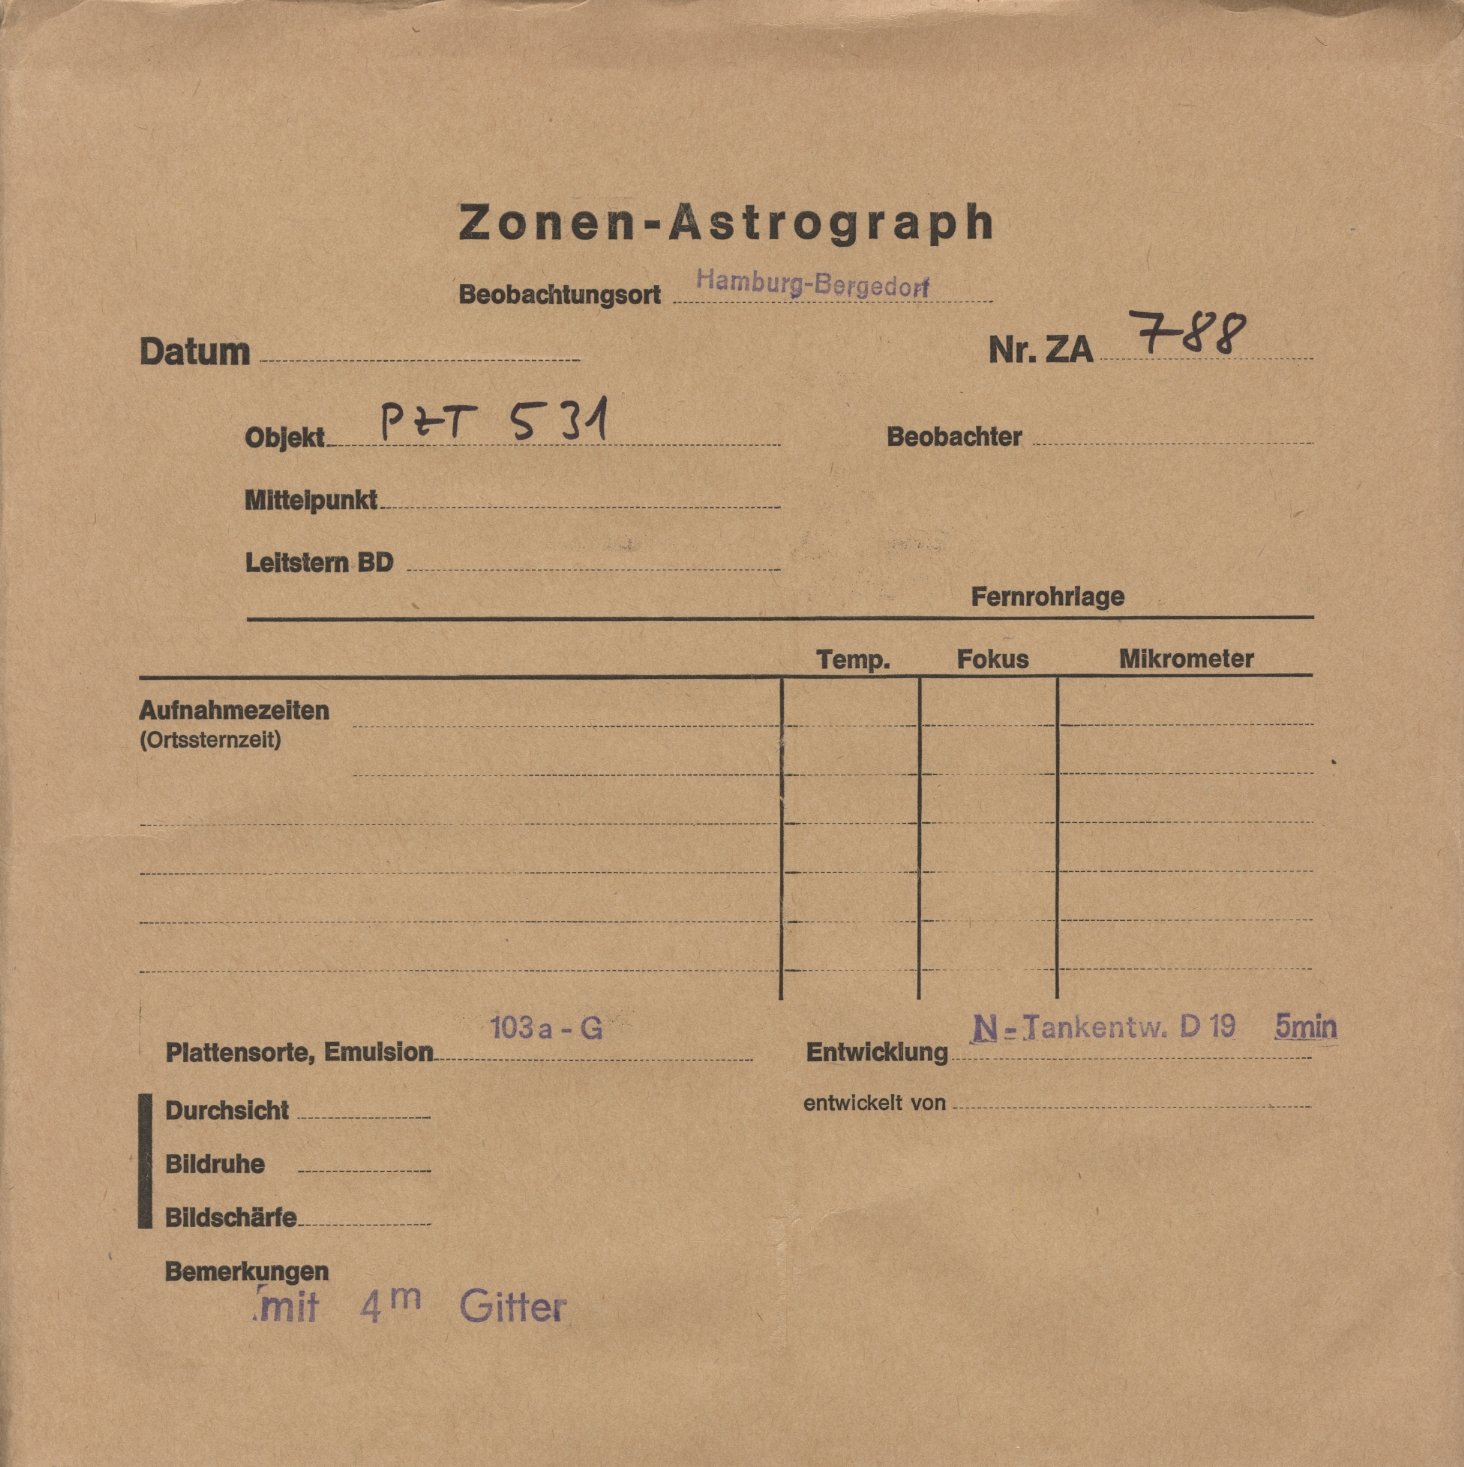 Zonen-Astrograph
Beobachtungsort Hamburg-Bergedorf
Datum Nr. ZA 788
Objekt PZT 531 Beobachter
Mittelpunkt
Leitstern BD
Fernrohrlage
Temp. Fokus Mikrometer
Aufnahmezeiten
(Ortssternzeit)
Plattensorte, Emulsion 103a-G Entwicklung N-Tankentw. D 19 5min
Durchsicht entwickelt von
Bildruhe
Bildschärfe
Bemerkungen
mit 4m Gitter